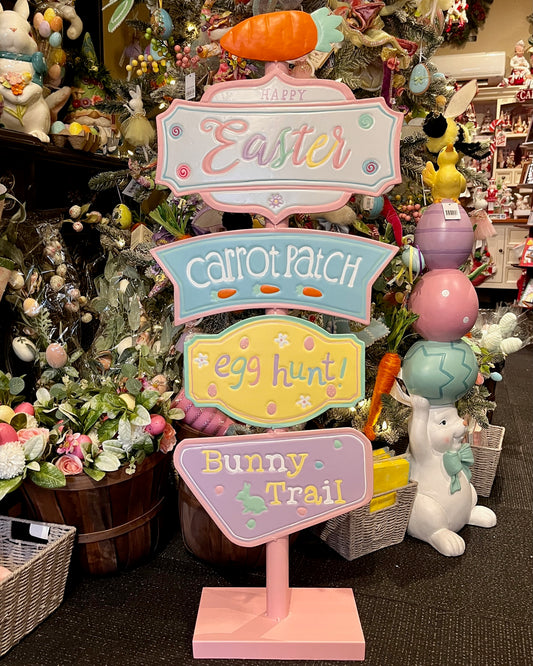 HAPPY
Easter
carrot patch
egg hunt!
Bunny
Trail